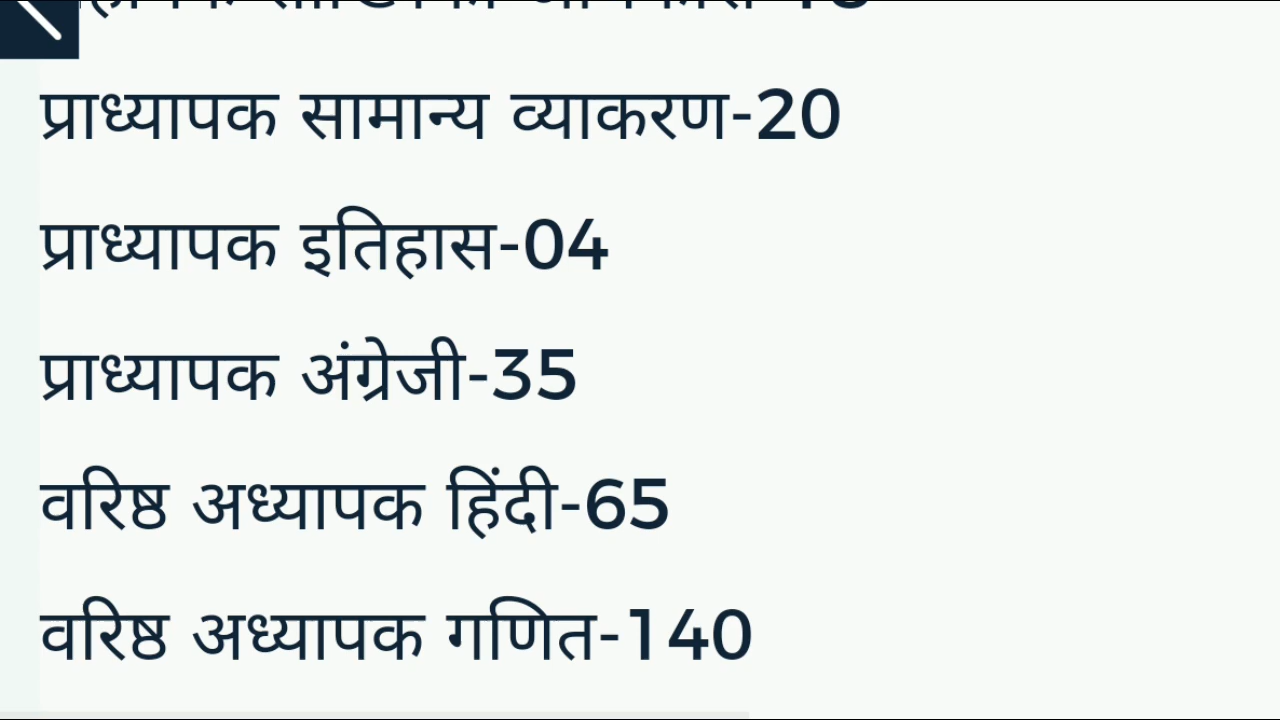 प्राध्यापक सामान्य व्याकरण-20
प्राध्यापक इतिहास-04
प्राध्यापक अंग्रेजी-35
वरिष्ठ अध्यापक हिंदी-65
वरिष्ठ अध्यापक गणित-140